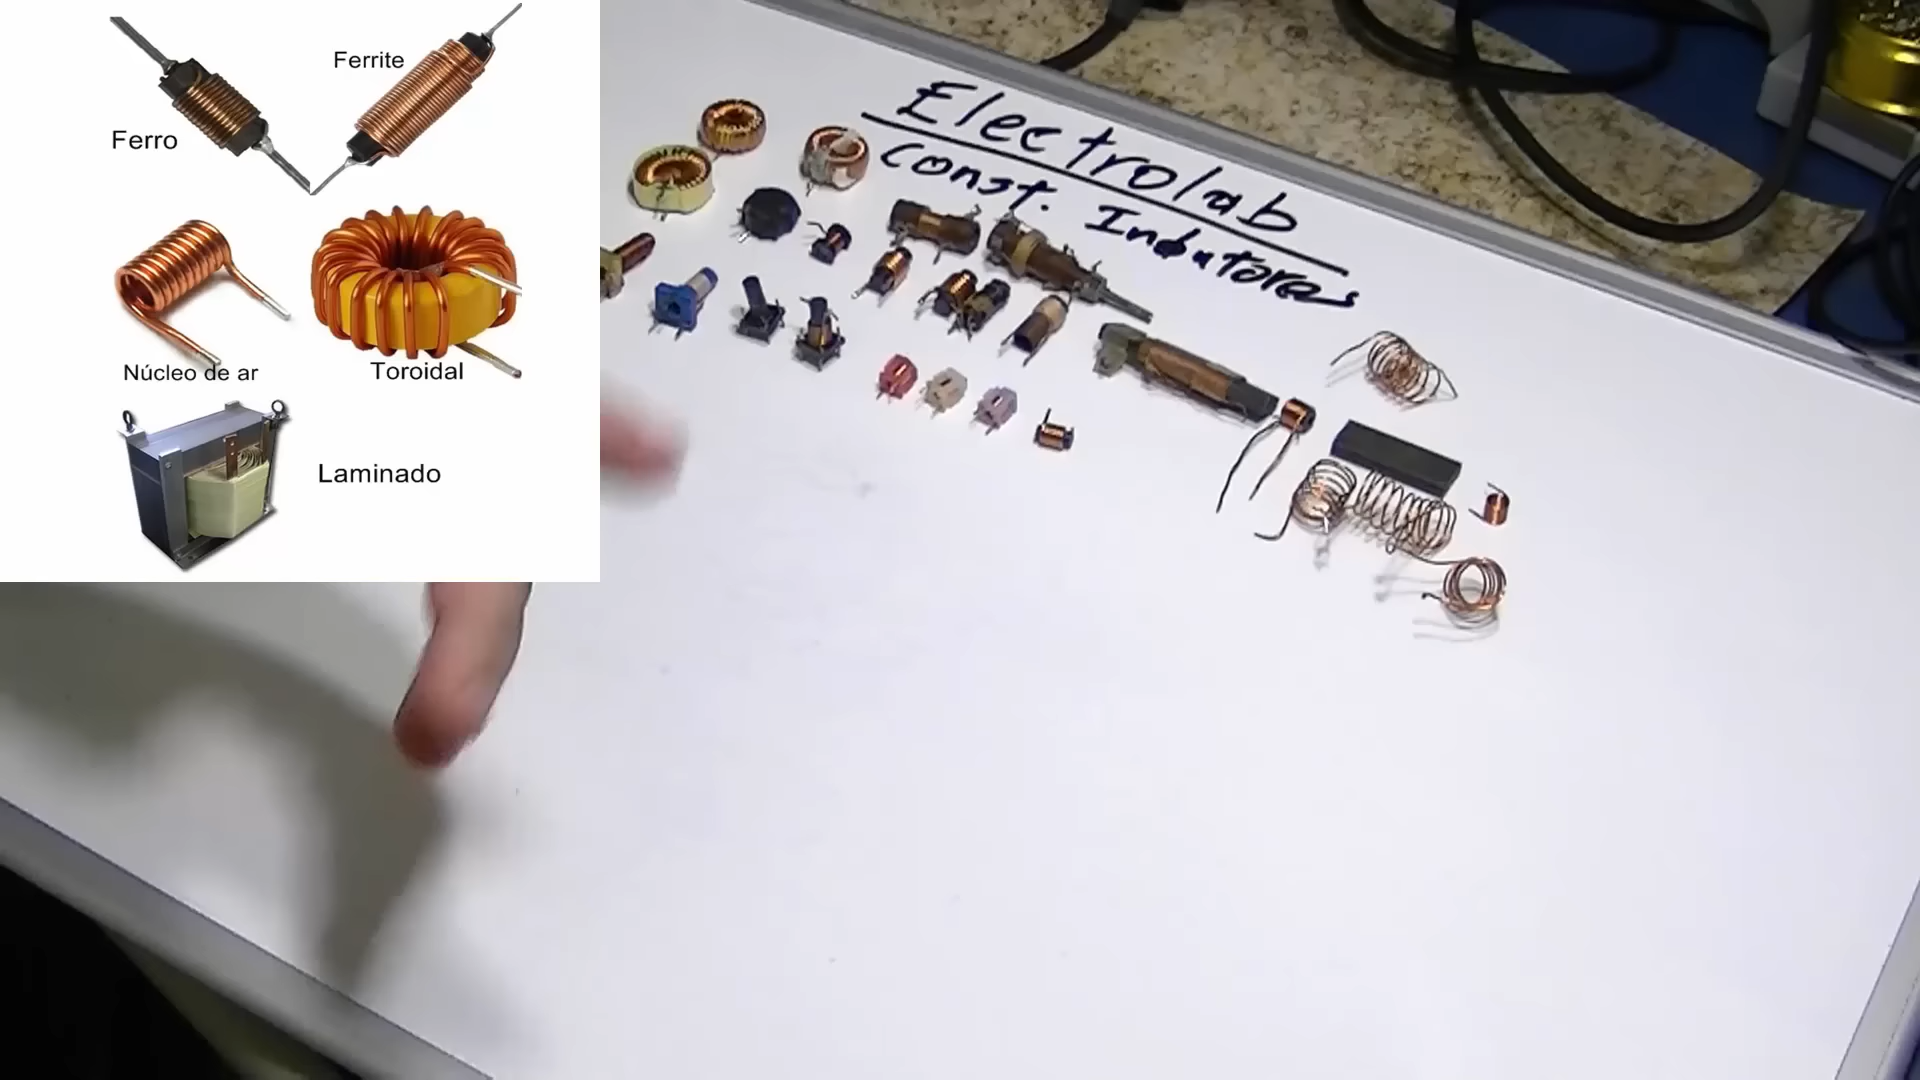 Ferrite
Ferro
Núcleo de ar
Toroidal
Laminado
Electrolab
Const. Indutores